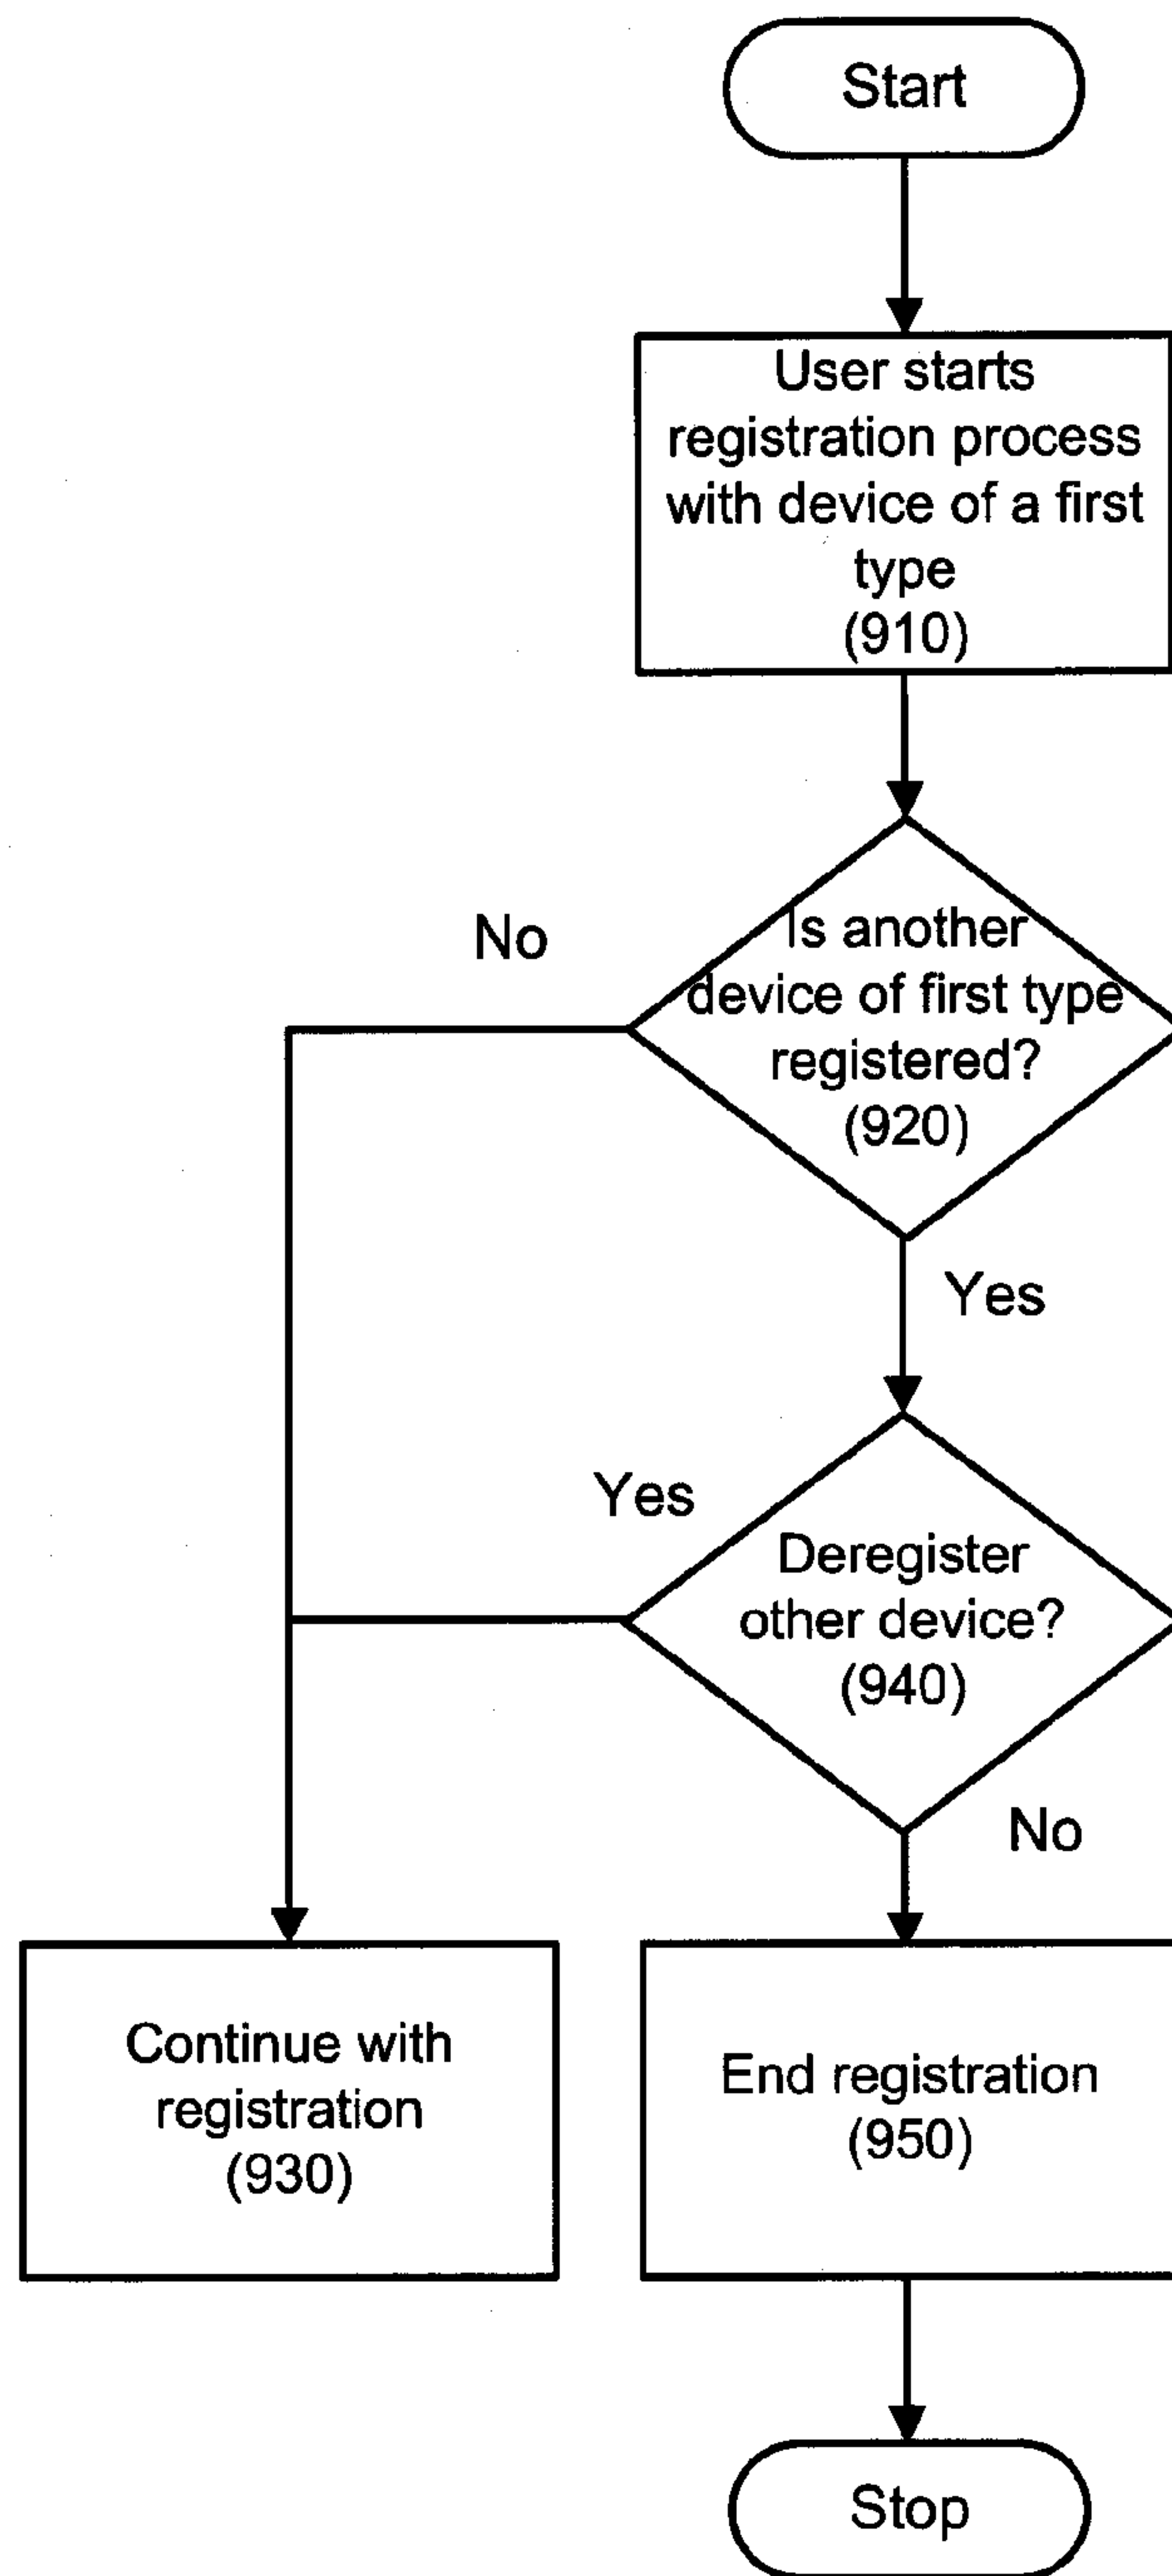 Start
User starts
registration process
with device of a first
type
(910)
No
Is another
device of first type
registered?
(920)
Yes
Yes
Deregister
other device?
(940)
No
Continue with
registration
(930)
End registration
(950)
Stop